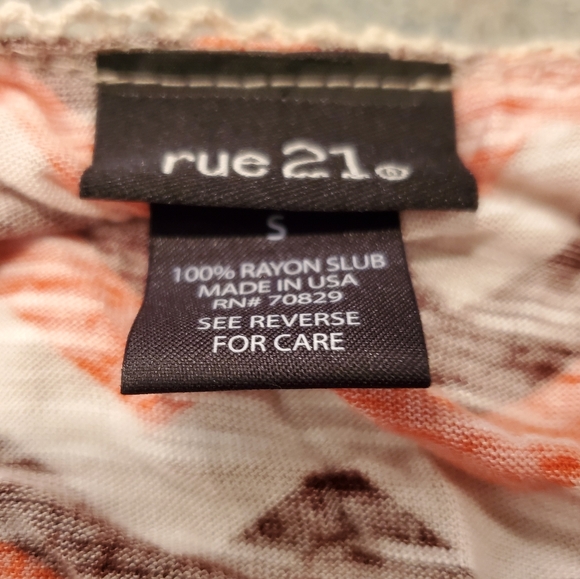 rue 21®
S
100% RAYON SLUB
MADE IN USA
RN# 70829
SEE REVERSE
FOR CARE